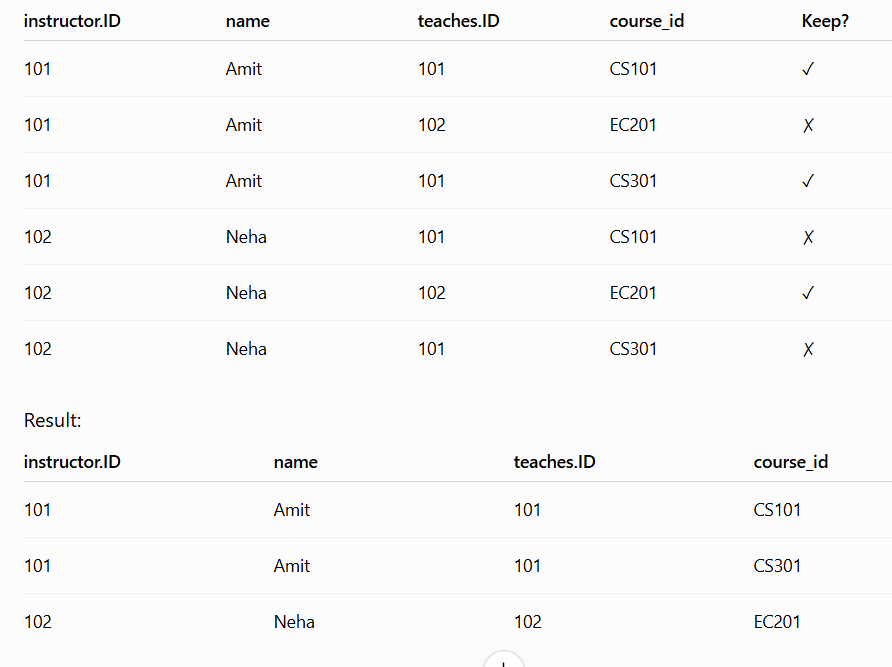 instructor.ID name teaches.ID course_id Keep?
101 Amit 101 CS101 ✓
101 Amit 102 EC201 ✗
101 Amit 101 CS301 ✓
102 Neha 101 CS101 ✗
102 Neha 102 EC201 ✓
102 Neha 101 CS301 ✗
Result:
instructor.ID name teaches.ID course_id
101 Amit 101 CS101
101 Amit 101 CS301
102 Neha 102 EC201